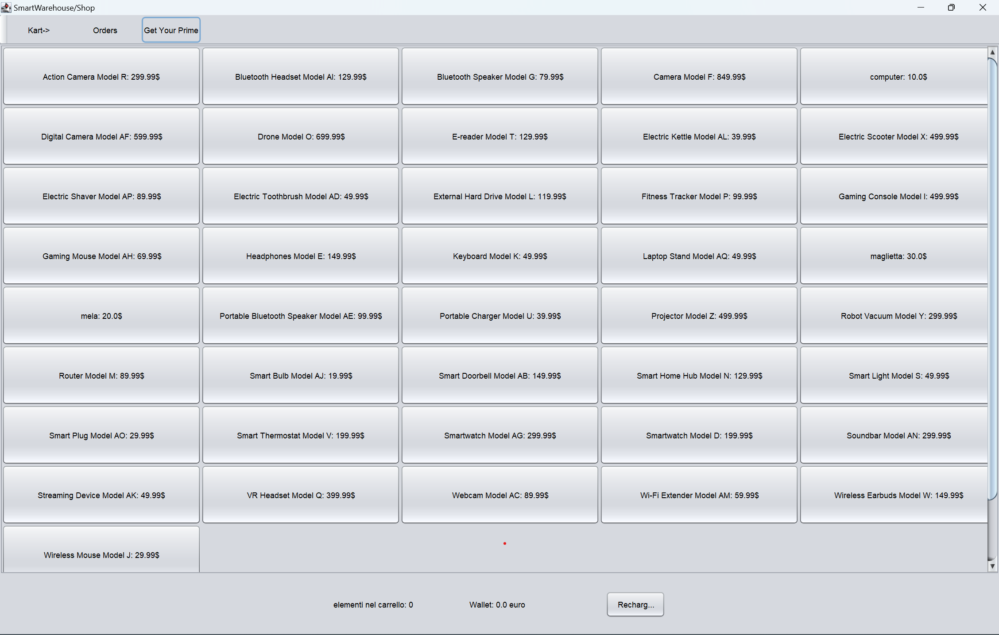 SmartWarehouse/Shop
Kart-> Orders Get Your Prime
Action Camera Model R: 299.99$ Bluetooth Headset Model AI: 129.99$ Bluetooth Speaker Model G: 79.99$ Camera Model F: 849.99$ computer: 10.0$
Digital Camera Model AF: 599.99$ Drone Model O: 699.99$ E-reader Model T: 129.99$ Electric Kettle Model AL: 39.99$ Electric Scooter Model X: 499.99$
Electric Shaver Model AP: 89.99$ Electric Toothbrush Model AD: 49.99$ External Hard Drive Model L: 119.99$ Fitness Tracker Model P: 99.99$ Gaming Console Model I: 499.99$
Gaming Mouse Model AH: 69.99$ Headphones Model E: 149.99$ Keyboard Model K: 49.99$ Laptop Stand Model AQ: 49.99$ maglietta: 30.0$
mela: 20.0$ Portable Bluetooth Speaker Model AE: 99.99$ Portable Charger Model U: 39.99$ Projector Model Z: 499.99$ Robot Vacuum Model Y: 299.99$
Router Model M: 89.99$ Smart Bulb Model AJ: 19.99$ Smart Doorbell Model AB: 149.99$ Smart Home Hub Model N: 129.99$ Smart Light Model S: 49.99$
Smart Plug Model AO: 29.99$ Smart Thermostat Model V: 199.99$ Smartwatch Model AG: 299.99$ Smartwatch Model D: 199.99$ Soundbar Model AN: 299.99$
Streaming Device Model AK: 49.99$ VR Headset Model Q: 399.99$ Webcam Model AC: 89.99$ Wi-Fi Extender Model AM: 59.99$ Wireless Earbuds Model W: 149.99$
Wireless Mouse Model J: 29.99$
elementi nel carrello: 0 Wallet: 0.0 euro Recharg...